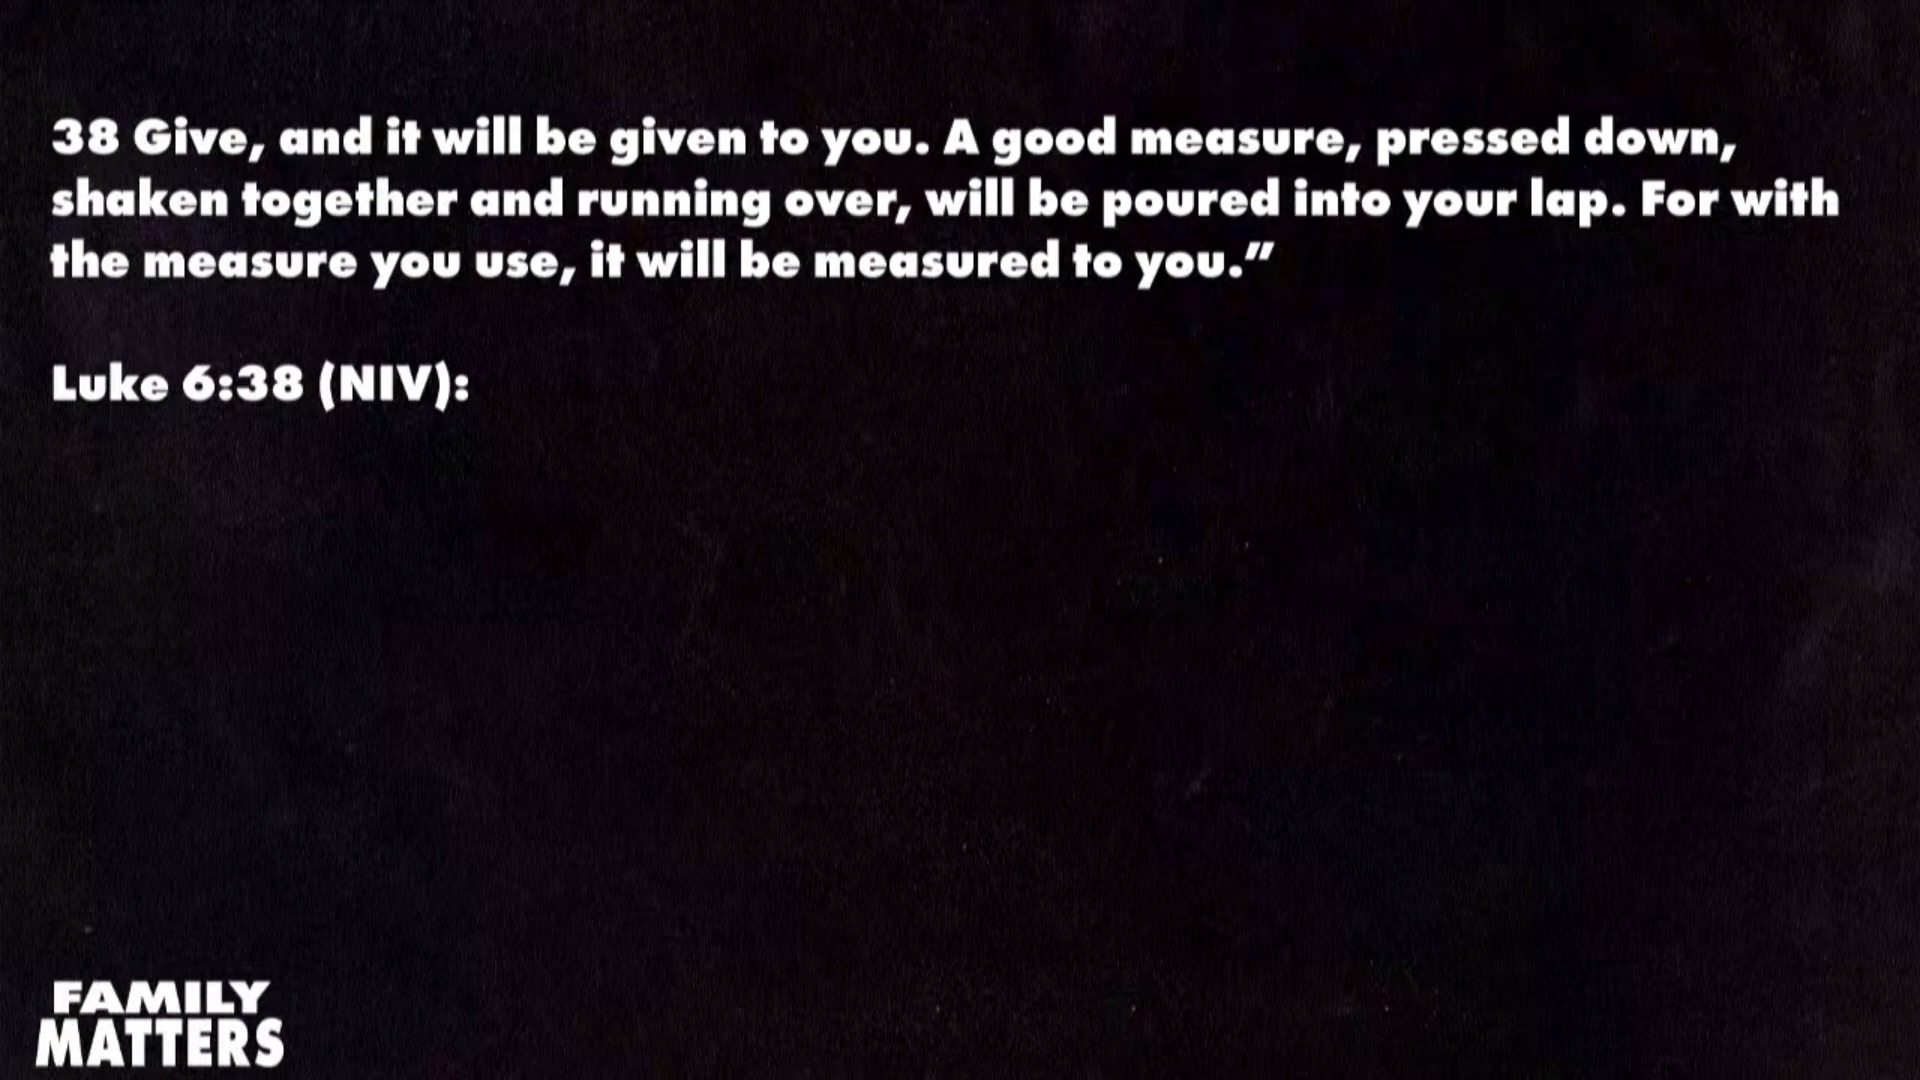 38 Give, and it will be given to you. A good measure, pressed down,
shaken together and running over, will be poured into your lap. For with
the measure you use, it will be measured to you.”
Luke 6:38 (NIV):
FAMILY
MATTERS